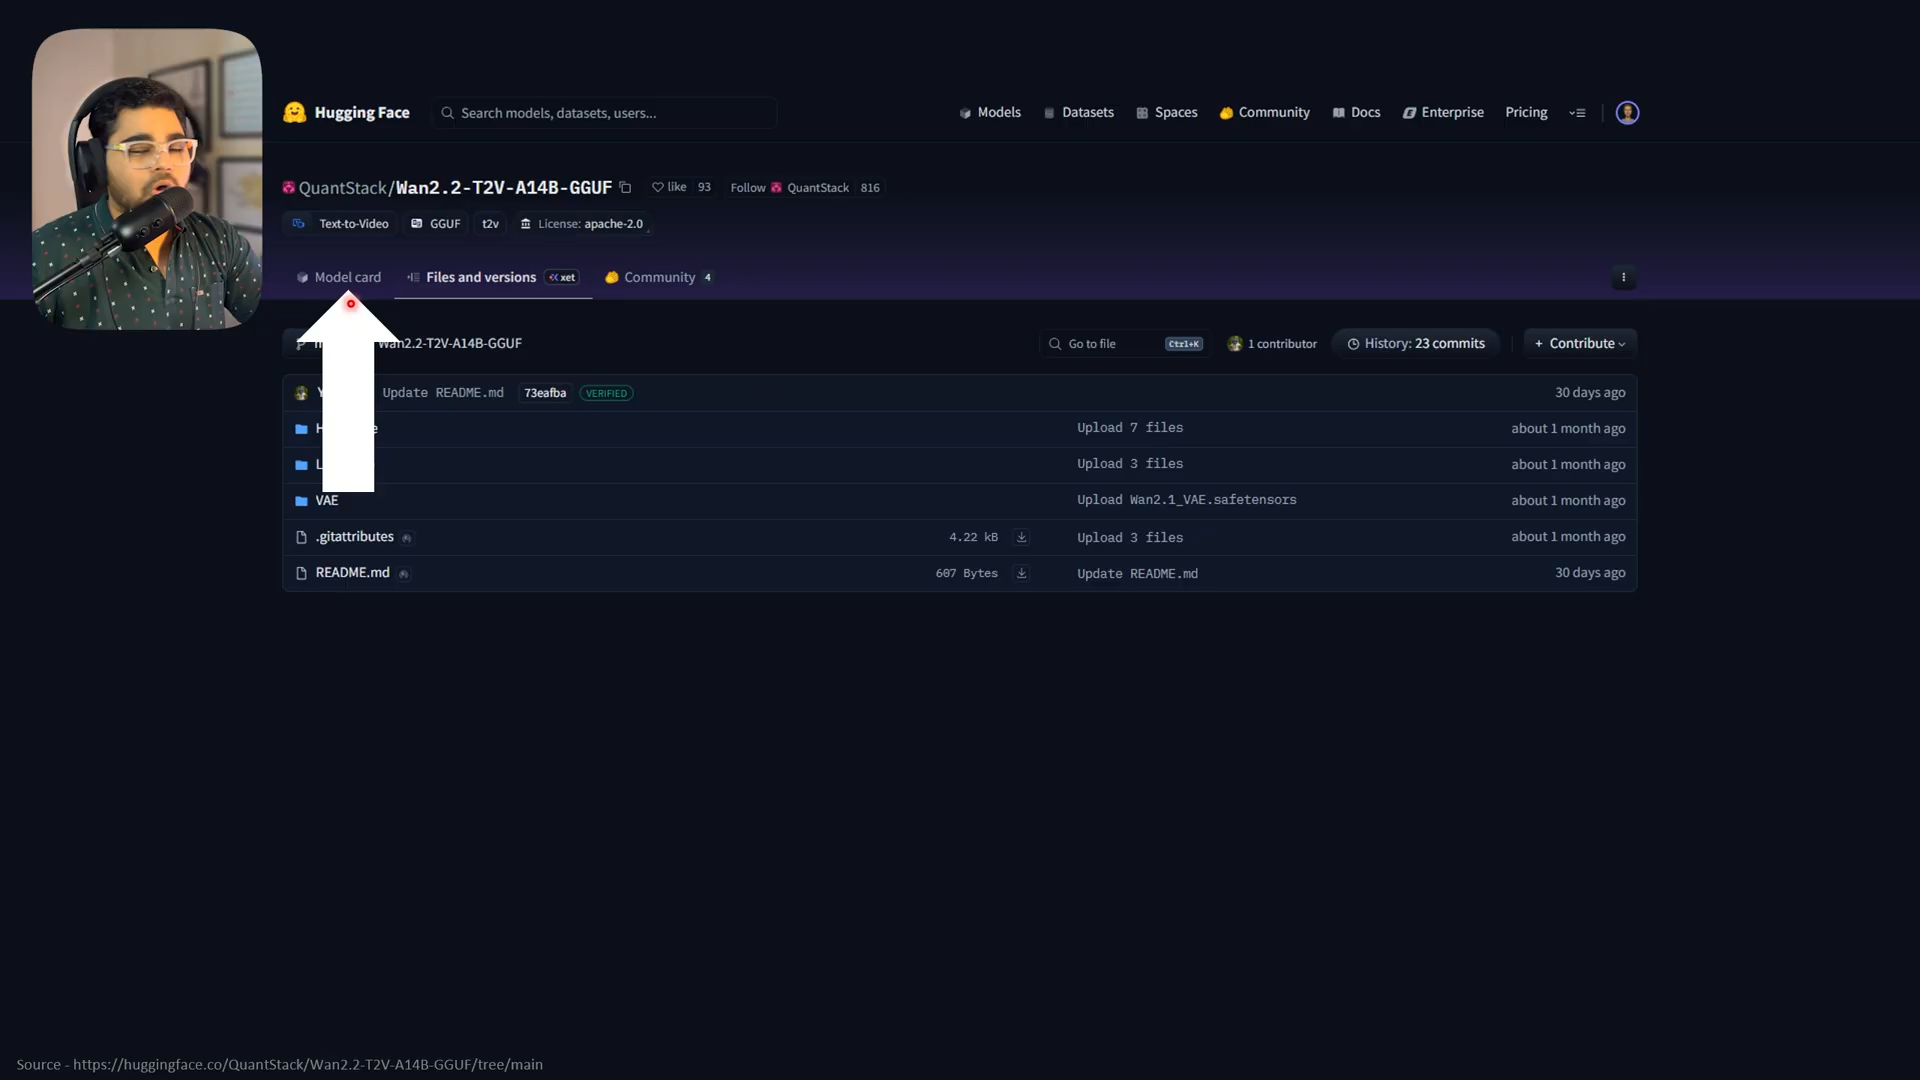 Hugging Face Search models, datasets, users... Models Datasets Spaces Community Docs Enterprise Pricing
QuantStack/Wan2.2-T2V-A14B-GGUF like 93 Follow QuantStack 816
Text-to-Video GGUF t2v License: apache-2.0
Model card Files and versions xet Community 4
Wan2.2-T2V-A14B-GGUF Go to file Ctrl+K 1 contributor History: 23 commits + Contribute
Update README.md 73eafba VERIFIED 30 days ago
Upload 7 files about 1 month ago
Upload 3 files about 1 month ago
VAE Upload Wan2.1_VAE.safetensors about 1 month ago
.gitattributes 4.22 kB Upload 3 files about 1 month ago
README.md 607 Bytes Update README.md 30 days ago
Source - https://huggingface.co/QuantStack/Wan2.2-T2V-A14B-GGUF/tree/main